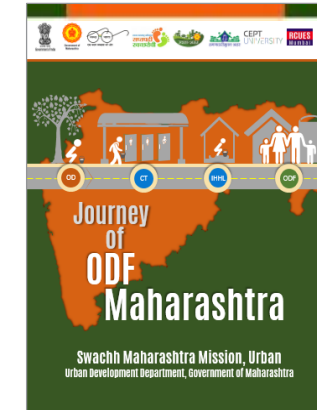 CEPT
UNIVERSITY
RCUES
Mumbai
OD
CT
IHHL
ODF
Journey
of
ODF
Maharashtra
Swachh Maharashtra Mission, Urban
Urban Development Department, Government of Maharashtra